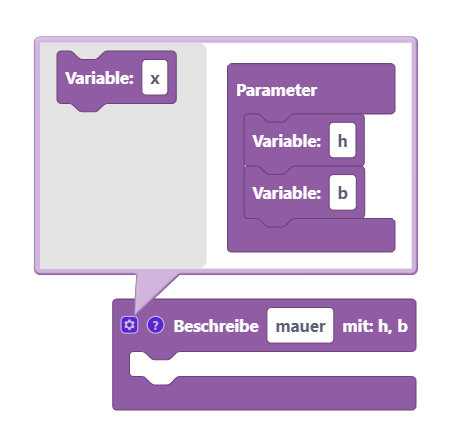 Variable: x
Parameter
Variable: h
Variable: b
? Beschreibe mauer mit: h, b